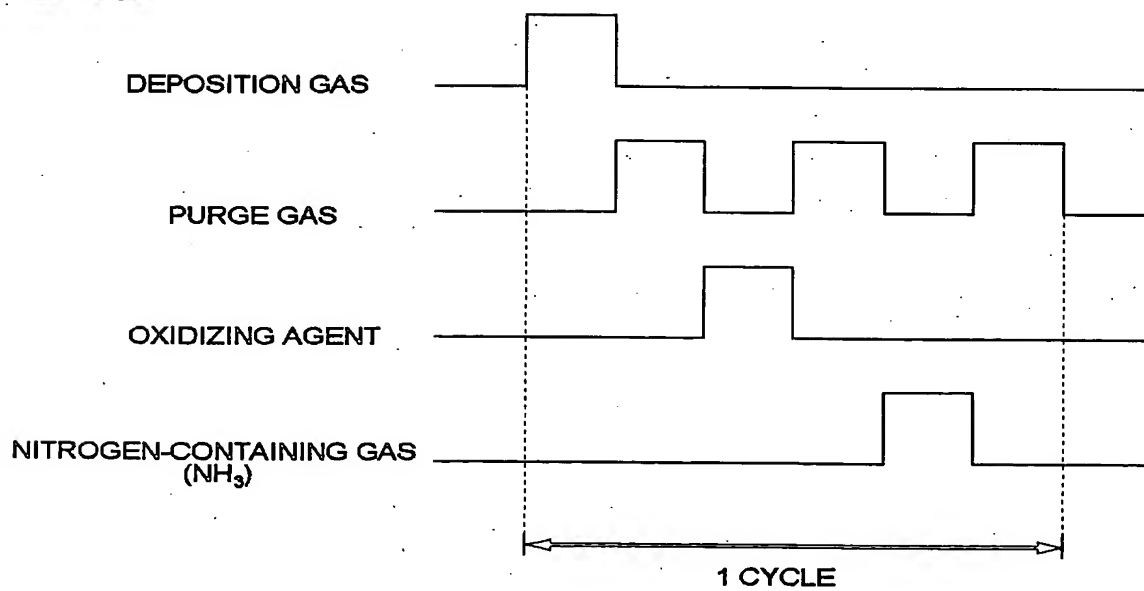 DEPOSITION GAS
PURGE GAS
OXIDIZING AGENT
NITROGEN-CONTAINING GAS
(NH₃)
1 CYCLE